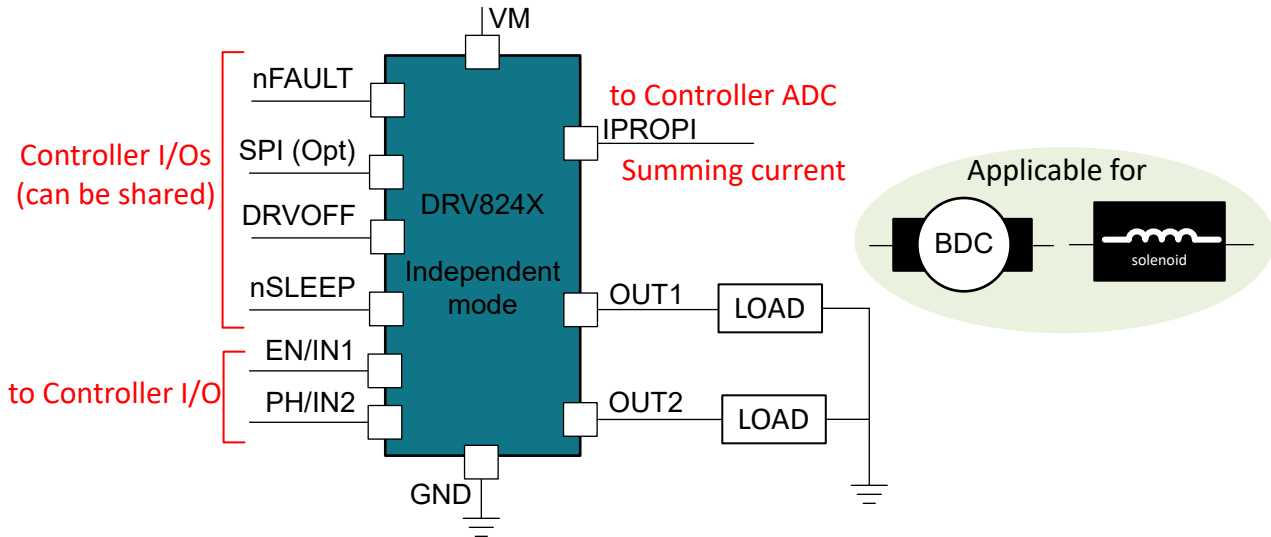 VM
nFAULT
SPI (Opt)
DRVOFF
nSLEEP
Controller I/Os
(can be shared)
EN/IN1
PH/IN2
to Controller I/O
GND
DRV824X
Independent
mode
to Controller ADC
IPROPI
Summing current
OUT1
LOAD
OUT2
LOAD
Applicable for
BDC
solenoid